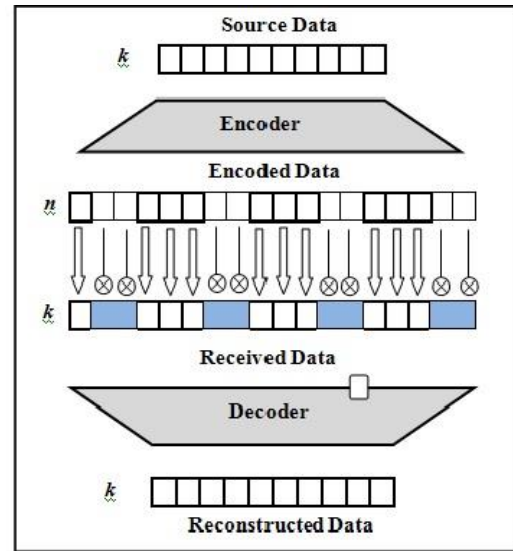 Source Data
k
Encoder
Encoded Data
n
k
Received Data
Decoder
k
Reconstructed Data